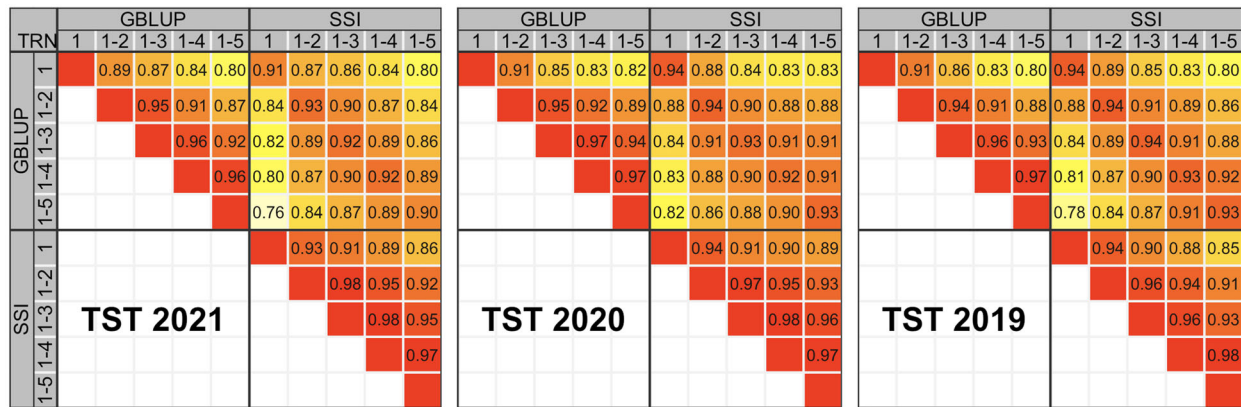 GBLUP SSI GBLUP SSI GBLUP SSI
TRN 1 1-2 1-3 1-4 1-5 1 1-2 1-3 1-4 1-5 1 1-2 1-3 1-4 1-5 1 1-2 1-3 1-4 1-5 1 1-2 1-3 1-4 1-5 1 1-2 1-3 1-4 1-5
1 0.89 0.87 0.84 0.80 0.91 0.87 0.86 0.84 0.80 0.91 0.85 0.83 0.82 0.94 0.88 0.84 0.83 0.83 0.91 0.86 0.83 0.80 0.94 0.89 0.85 0.83 0.80
1-2 0.95 0.91 0.87 0.84 0.93 0.90 0.87 0.84 0.95 0.92 0.89 0.88 0.94 0.90 0.88 0.88 0.94 0.91 0.88 0.88 0.94 0.91 0.89 0.86
GBLUP 1-3 0.96 0.92 0.82 0.89 0.92 0.89 0.86 0.97 0.94 0.84 0.91 0.93 0.91 0.91 0.96 0.93 0.84 0.89 0.94 0.91 0.88
1-4 0.96 0.80 0.87 0.90 0.92 0.89 0.97 0.83 0.88 0.90 0.92 0.91 0.97 0.81 0.87 0.90 0.93 0.92
1-5 0.76 0.84 0.87 0.89 0.90 0.82 0.86 0.88 0.90 0.93 0.78 0.84 0.87 0.91 0.93
1 0.93 0.91 0.89 0.86 0.94 0.91 0.90 0.89 0.94 0.90 0.88 0.85
1-2 0.98 0.95 0.92 0.97 0.95 0.93 0.96 0.94 0.91
SSI 1-3 TST 2021 0.98 0.95 TST 2020 0.98 0.96 TST 2019 0.96 0.93
1-4 0.97 0.97 0.98
1-5